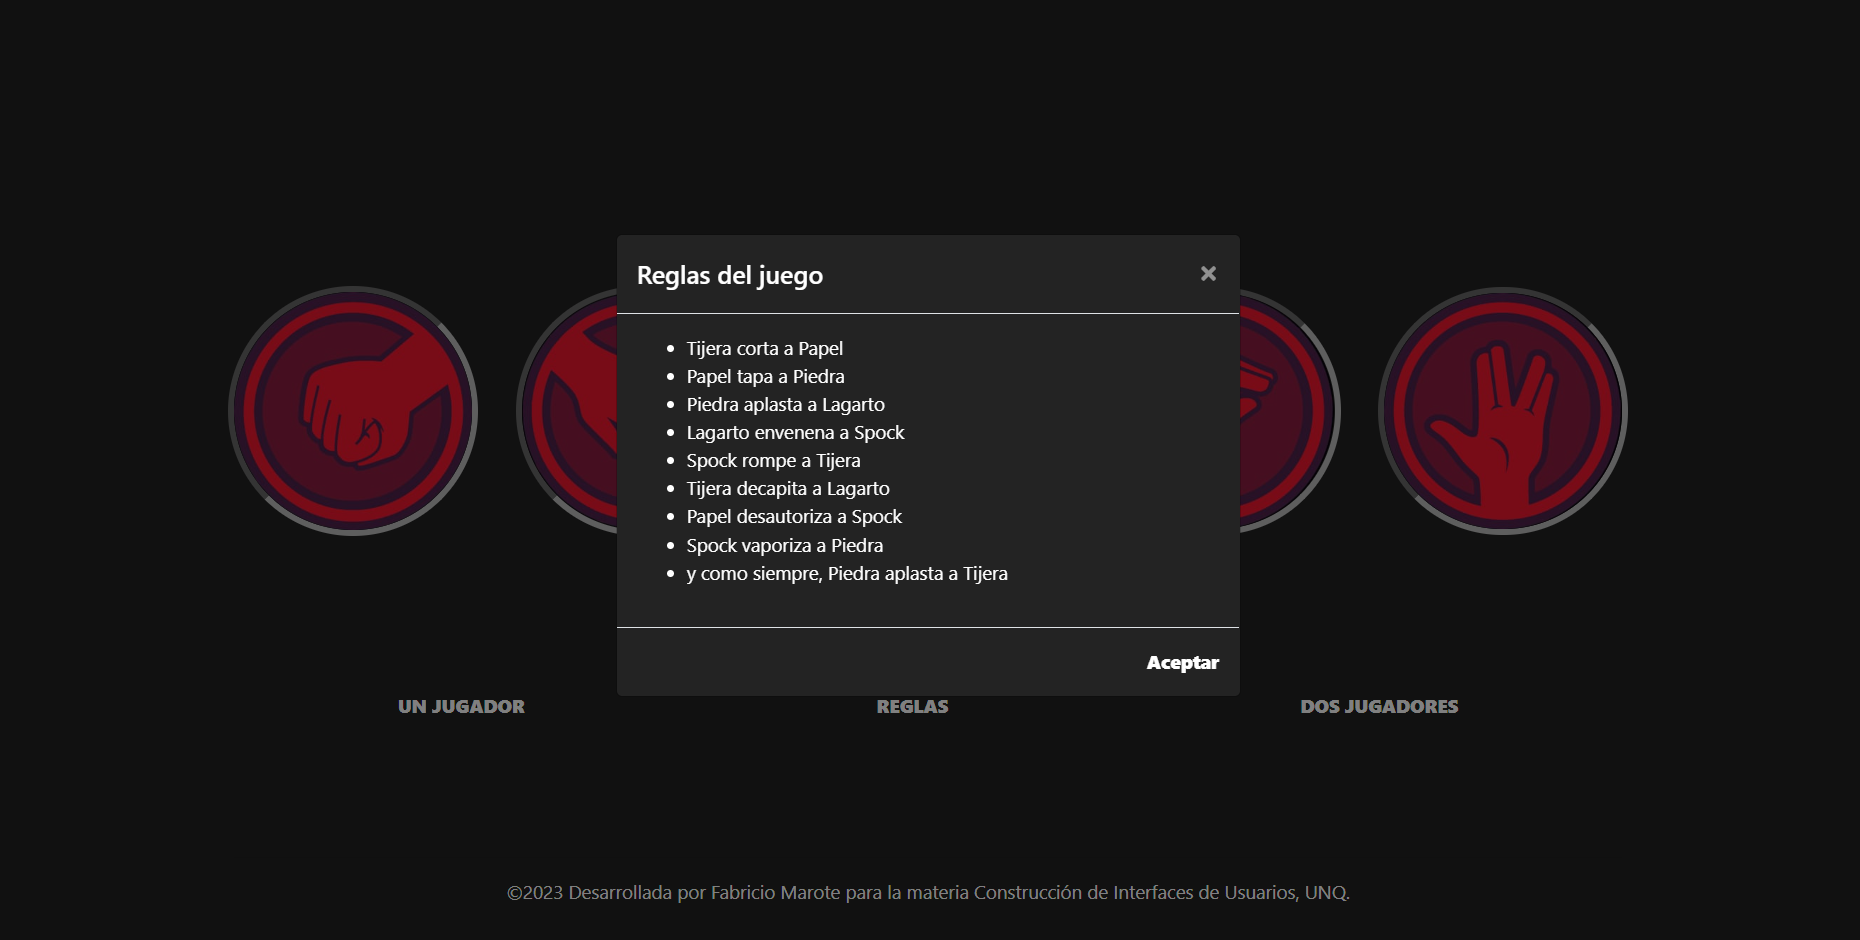 Reglas del juego
×
• Tijera corta a Papel
• Papel tapa a Piedra
• Piedra aplasta a Lagarto
• Lagarto envenena a Spock
• Spock rompe a Tijera
• Tijera decapita a Lagarto
• Papel desautoriza a Spock
• Spock vaporiza a Piedra
• y como siempre, Piedra aplasta a Tijera
Aceptar
UN JUGADOR
REGLAS
DOS JUGADORES
©2023 Desarrollada por Fabricio Marote para la materia Construcción de Interfaces de Usuarios, UNQ.